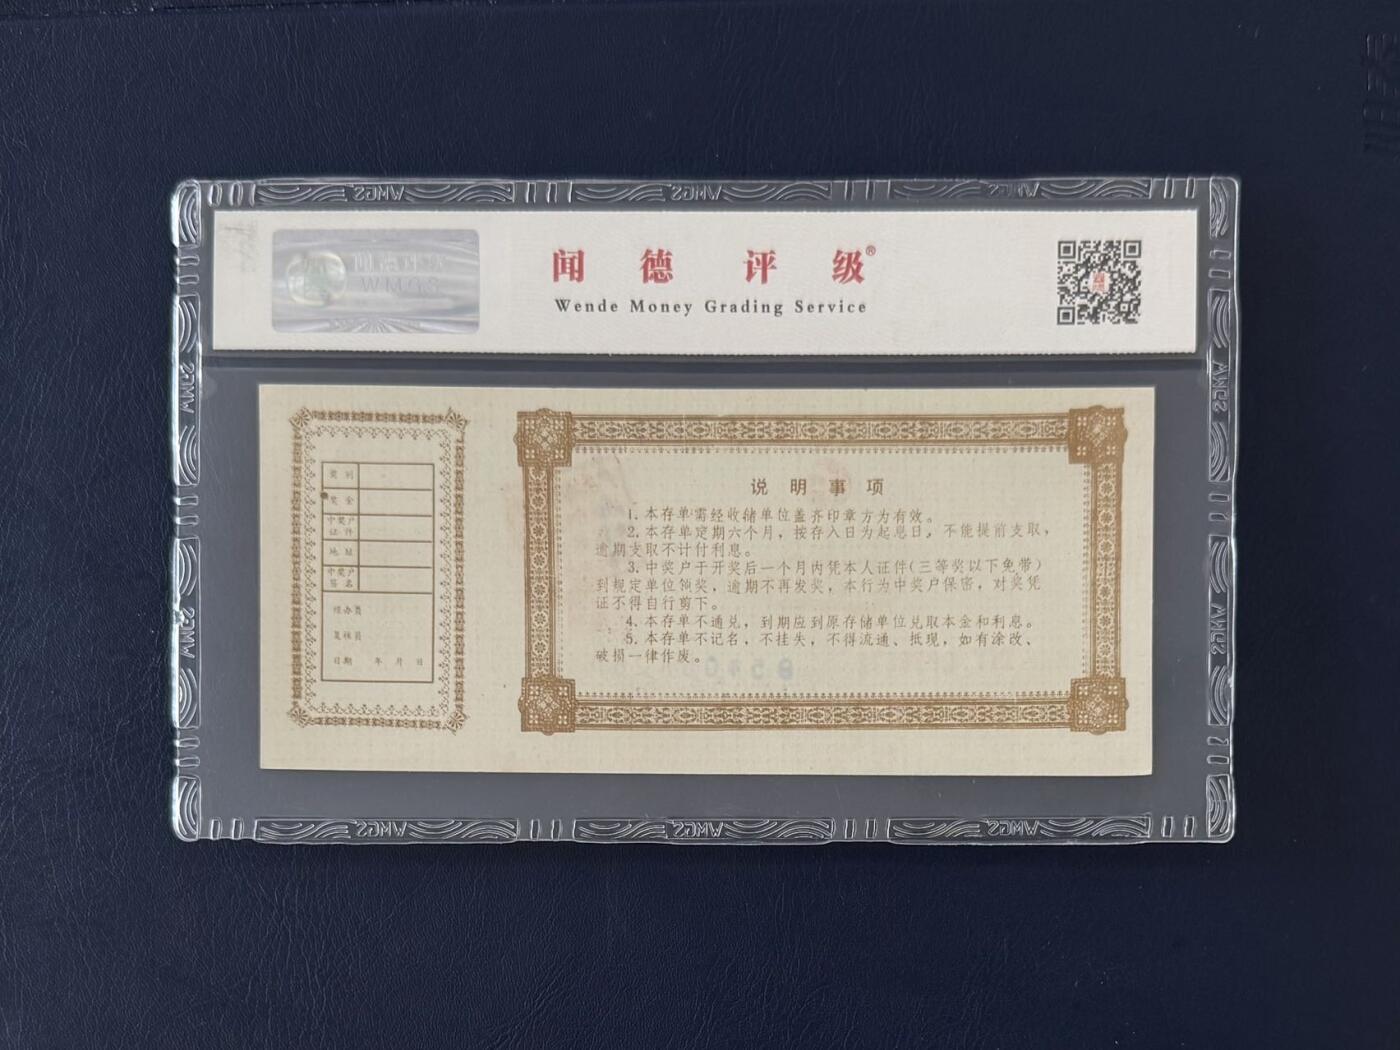 闻德评级®
Wende Money Grading Service
奖别
奖金
中奖户
证件
地址
中奖户
签名
经办员
复核员
日期 年 月 日
说明事项
1. 本存单需经收储单位盖齐印章方为有效。
2. 本存单定期六个月，按存入日为起息日，不能提前支取，
逾期支取不计付利息。
3. 中奖户于开奖后一个月内凭本人证件(三等奖以下免带)
到规定单位领奖，逾期不再发奖，本行为中奖户保密，对奖凭
证不得自行剪下。
4. 本存单不通兑，到期应到原存储单位兑取本金和利息。
5. 本存单不记名，不挂失，不得流通、抵现，如有涂改、
破损一律作废。